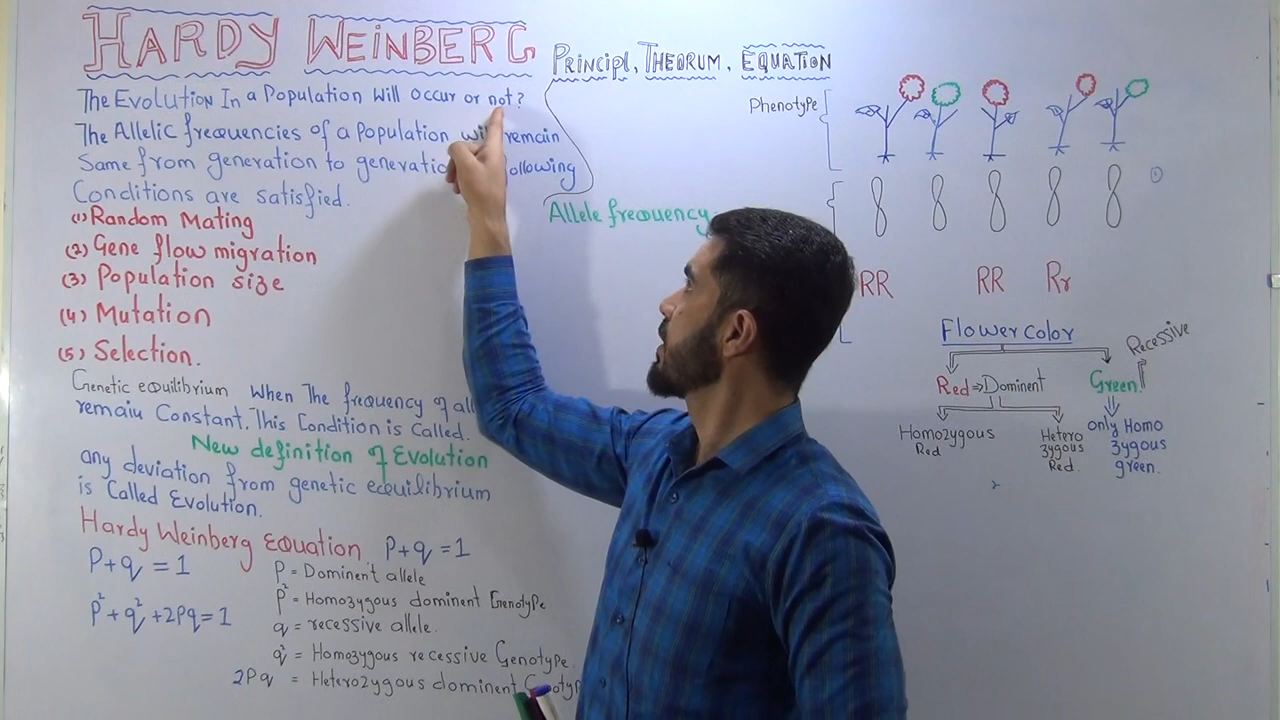 HARDY WEINBERG
PRINCIPL, THEORUM, EQUATION
The Evolution In a Population Will Occur or not?
The Allelic frequencies of a Population will remain
Same from generation to generation following
Conditions are satisfied.
(1) Random Mating
(2) Gene flow migration
(3) Population size
(4) Mutation
(5) Selection.
Genetic equilibrium When The frequency of all
remain Constant, This Condition is Called.
New definition of Evolution
any deviation from genetic equilibrium
is Called Evolution.
Hardy Weinberg Equation P+q=1
P+q=1
P²+q²+2Pq=1
P = Dominent allele
P² = Homozygous dominent Genotype
q = recessive allele.
q² = Homozygous recessive Genotype.
2Pq = Heterozygous dominent
Allele frequency
Phenotype
RR RR Rr
Flower color
Red ⇒ Dominent
Green
Recessive
Homozygous
Red
Hetero
zygous
Red.
only Homo
zygous
green.